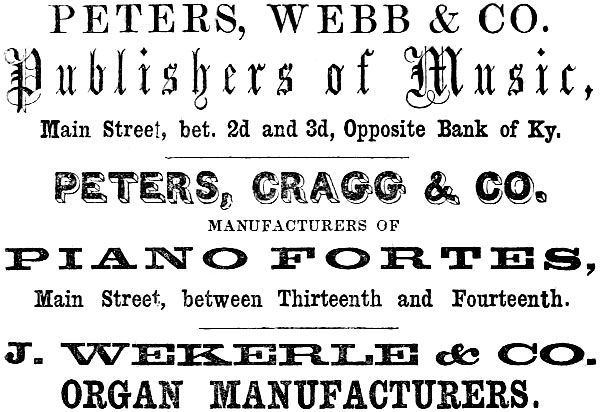 PETERS, WEBB & CO.
Publishers of Music,
Main Street, bet. 2d and 3d, Opposite Bank of Ky.
PETERS, CRAGG & CO.
MANUFACTURERS OF
PIANO FORTES,
Main Street, between Thirteenth and Fourteenth.
J. WEKERLE & CO.
ORGAN MANUFACTURERS.